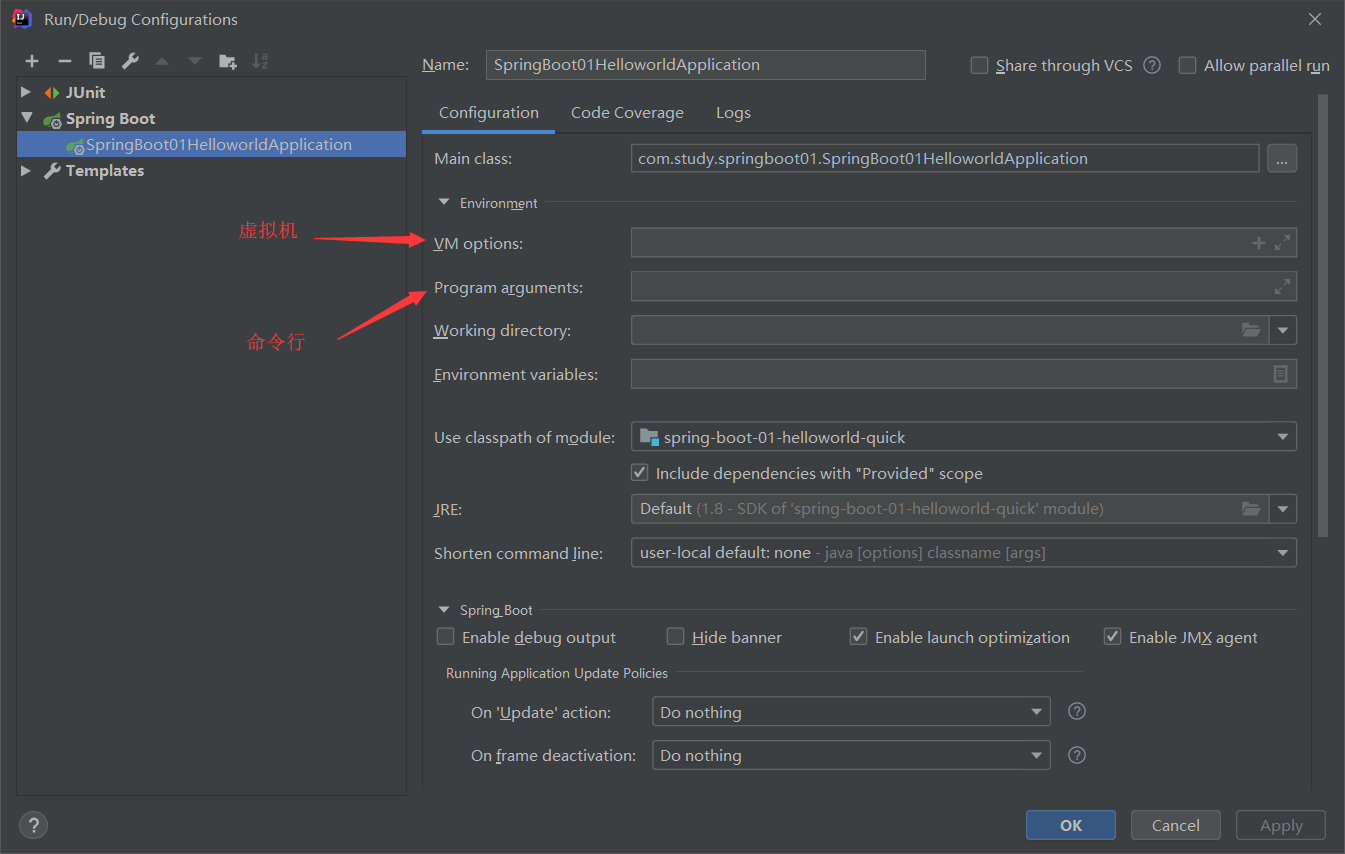 Run/Debug Configurations
Name: SpringBoot01HelloworldApplication Share through VCS ? Allow parallel run
JUnit
Spring Boot
SpringBoot01HelloworldApplication
Templates
Configuration Code Coverage Logs
Main class: com.study.springboot01.SpringBoot01HelloworldApplication ...
Environment
虚拟机
VM options:
Program arguments:
命令行
Working directory:
Environment variables:
Use classpath of module: spring-boot-01-helloworld-quick
Include dependencies with "Provided" scope
JRE: Default (1.8 - SDK of 'spring-boot-01-helloworld-quick' module)
Shorten command line: user-local default: none - java [options] classname [args]
Spring Boot
Enable debug output Hide banner Enable launch optimization Enable JMX agent
Running Application Update Policies
On 'Update' action: Do nothing ?
On frame deactivation: Do nothing ?
? OK Cancel Apply